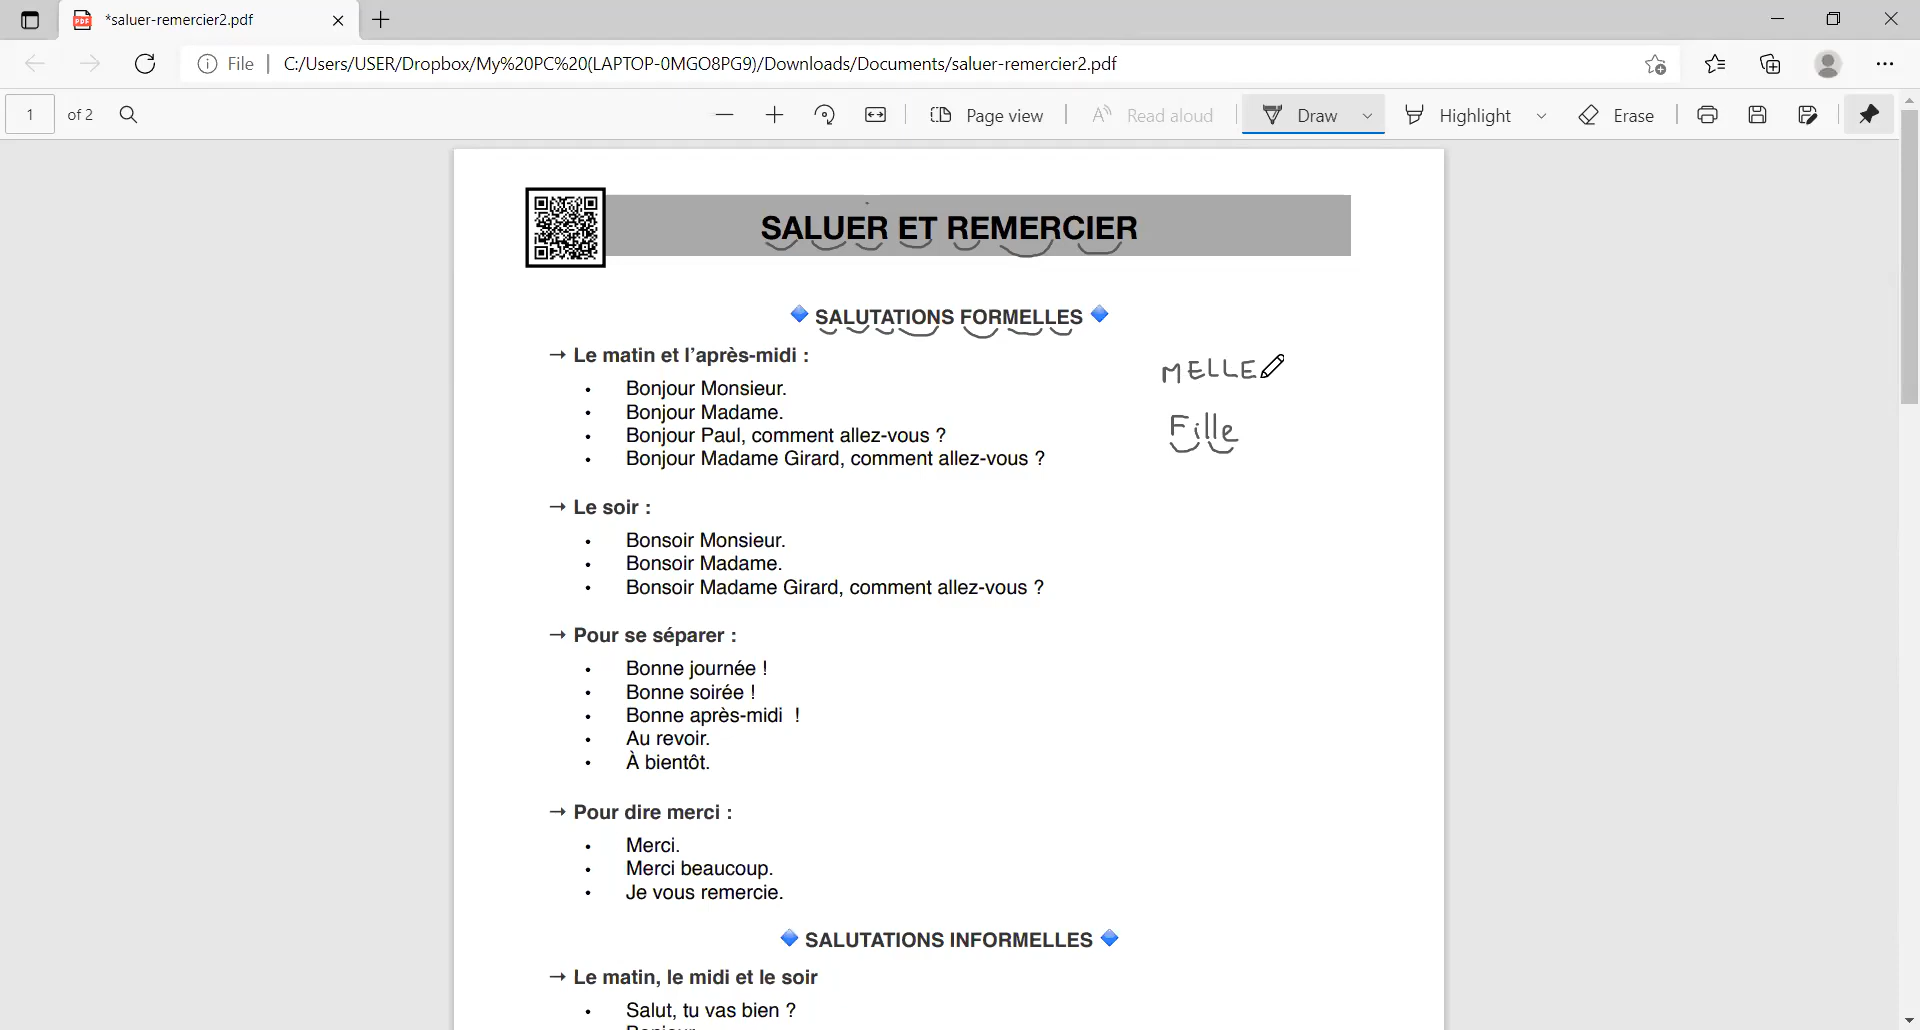 *saluer-remercier2.pdf
File | C:/Users/USER/Dropbox/My%20PC%20(LAPTOP-0MGO8PG9)/Downloads/Documents/saluer-remercier2.pdf
1 of 2 Page view Read aloud Draw Highlight Erase
SALUER ET REMERCIER
SALUTATIONS FORMELLES
→ Le matin et l’après-midi :
MELLE
• Bonjour Monsieur.
• Bonjour Madame.
• Bonjour Paul, comment allez-vous ?
Fille
• Bonjour Madame Girard, comment allez-vous ?
→ Le soir :
• Bonsoir Monsieur.
• Bonsoir Madame.
• Bonsoir Madame Girard, comment allez-vous ?
→ Pour se séparer :
• Bonne journée !
• Bonne soirée !
• Bonne après-midi  !
• Au revoir.
• À bientôt.
→ Pour dire merci :
• Merci.
• Merci beaucoup.
• Je vous remercie.
SALUTATIONS INFORMELLES
→ Le matin, le midi et le soir
• Salut, tu vas bien ?